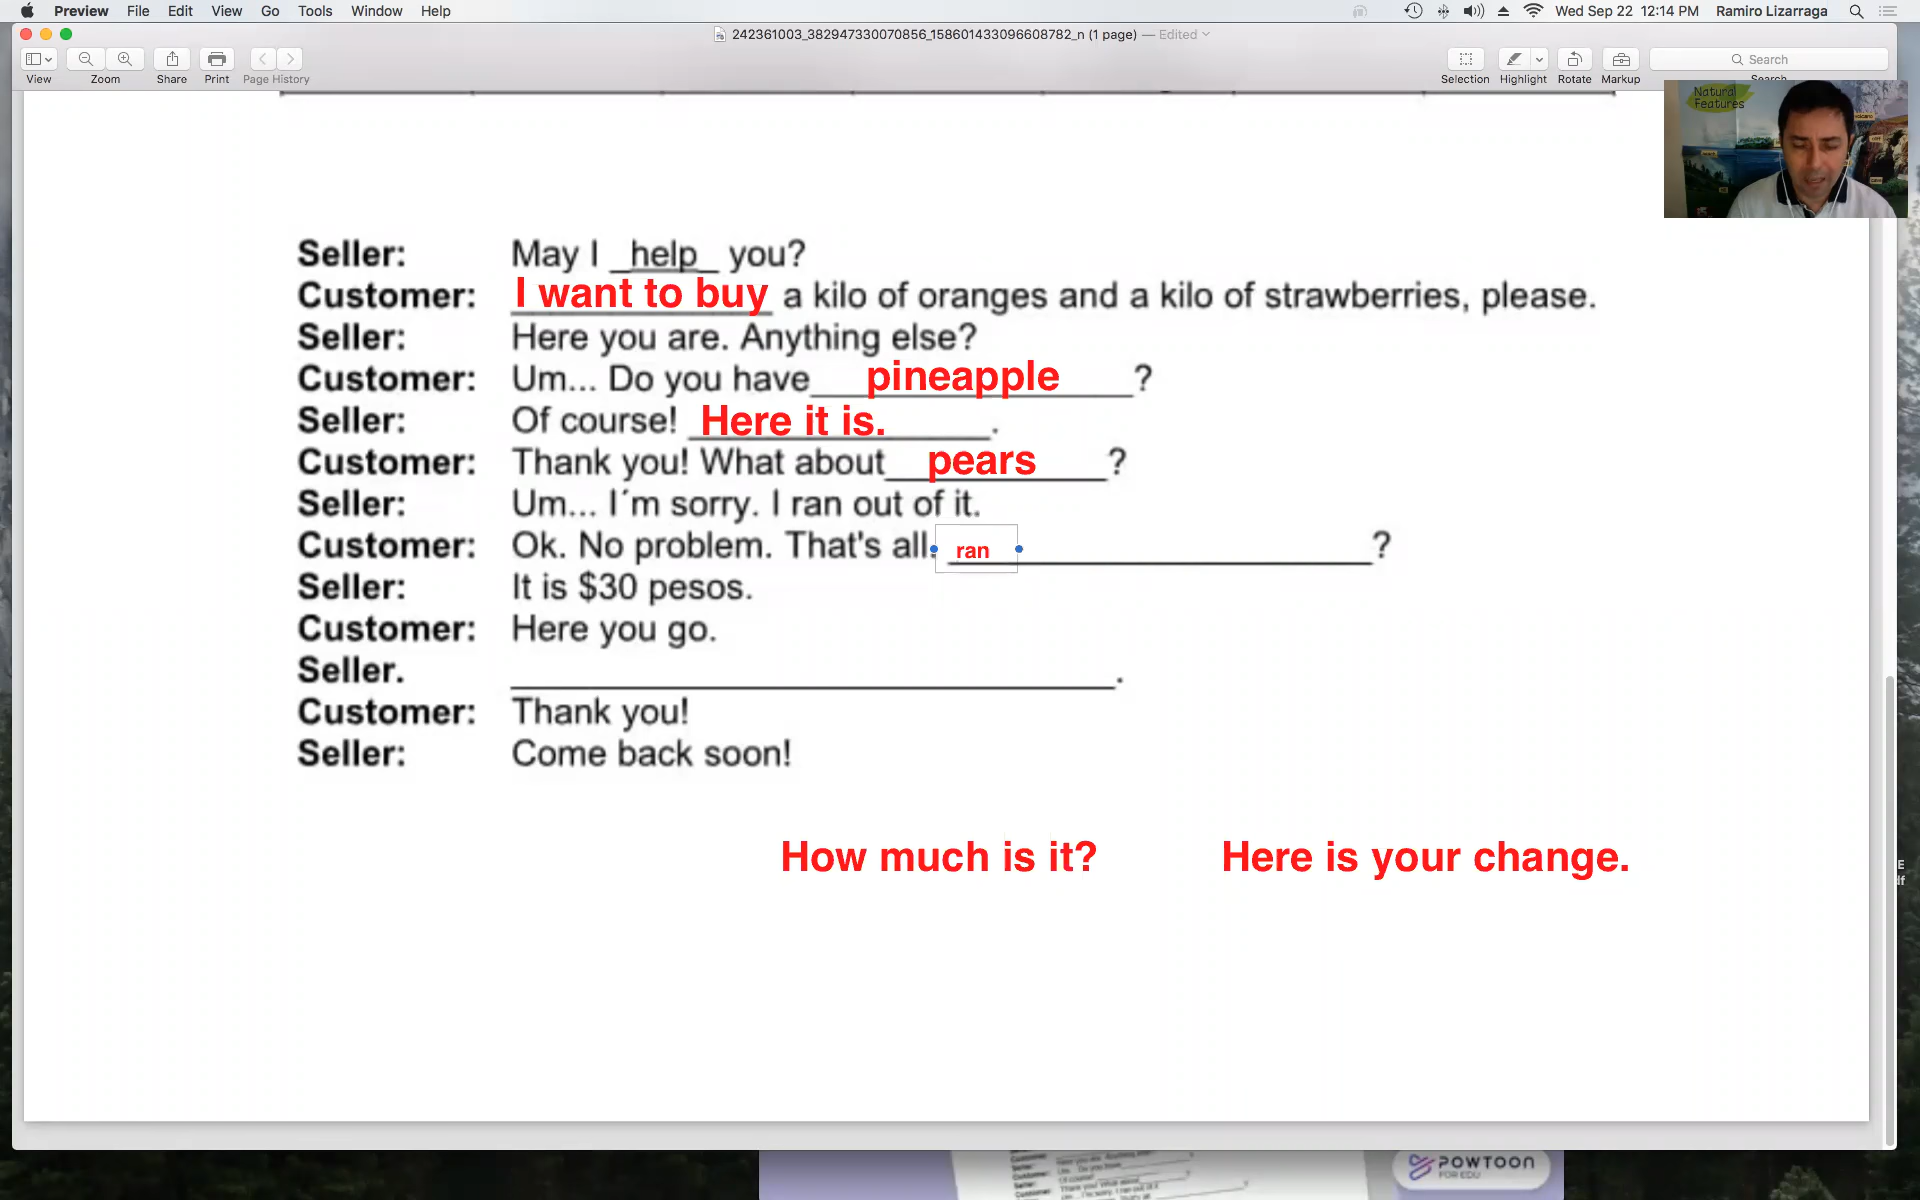 Preview File Edit View Go Tools Window Help Wed Sep 22 12:14 PM Ramiro Lizarraga
242361003_382947330070856_158601433096608782_n (1 page) — Edited
View Zoom Share Print Page History Selection Highlight Rotate Markup Search
Search
Natural
Features
Seller: May I _help_ you?
Customer: I want to buy a kilo of oranges and a kilo of strawberries, please.
Seller: Here you are. Anything else?
Customer: Um... Do you have pineapple ?
Seller: Of course! Here it is. .
Customer: Thank you! What about pears ?
Seller: Um... I´m sorry. I ran out of it.
Customer: Ok. No problem. That's all. ran ?
Seller: It is $30 pesos.
Customer: Here you go.
Seller. .
Customer: Thank you!
Seller: Come back soon!
How much is it? Here is your change.
POWTOON
FOR EDU